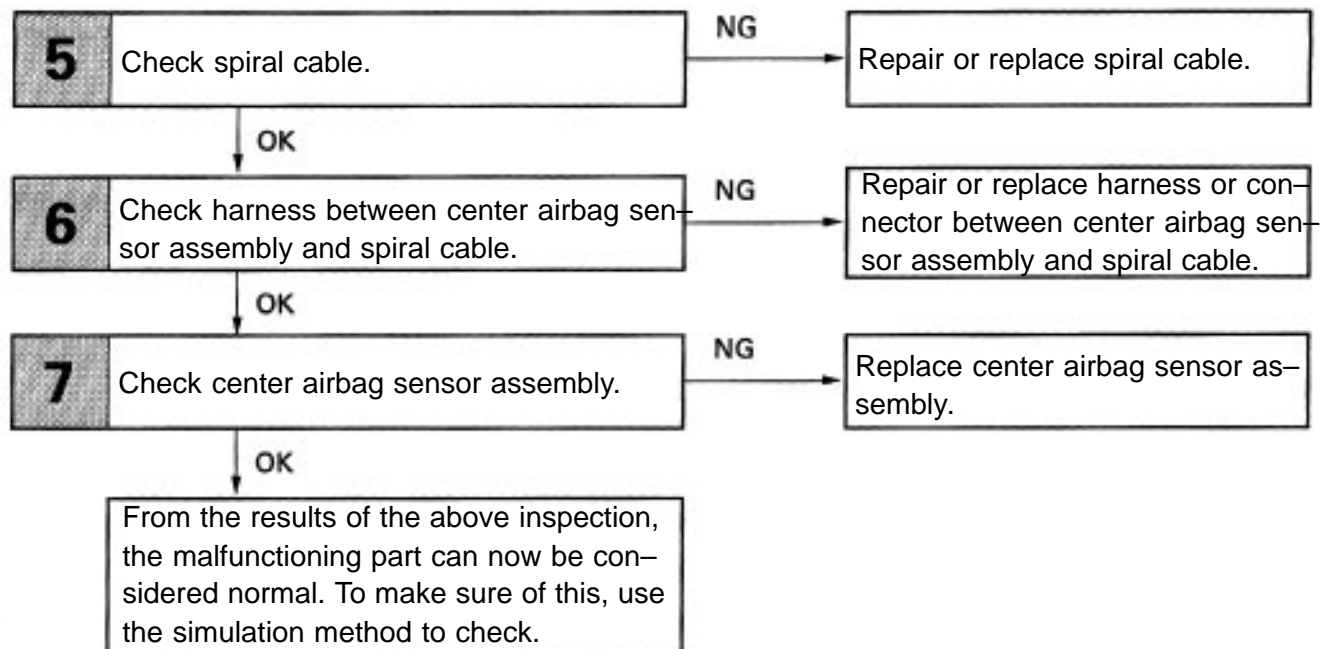 NG
5 Check spiral cable.
Repair or replace spiral cable.
OK
NG
6 Check harness between center airbag sen–
sor assembly and spiral cable.
Repair or replace harness or con–
nector between center airbag sen–
sor assembly and spiral cable.
OK
NG
7 Check center airbag sensor assembly.
Replace center airbag sensor as–
sembly.
OK
From the results of the above inspection,
the malfunctioning part can now be con–
sidered normal. To make sure of this, use
the simulation method to check.